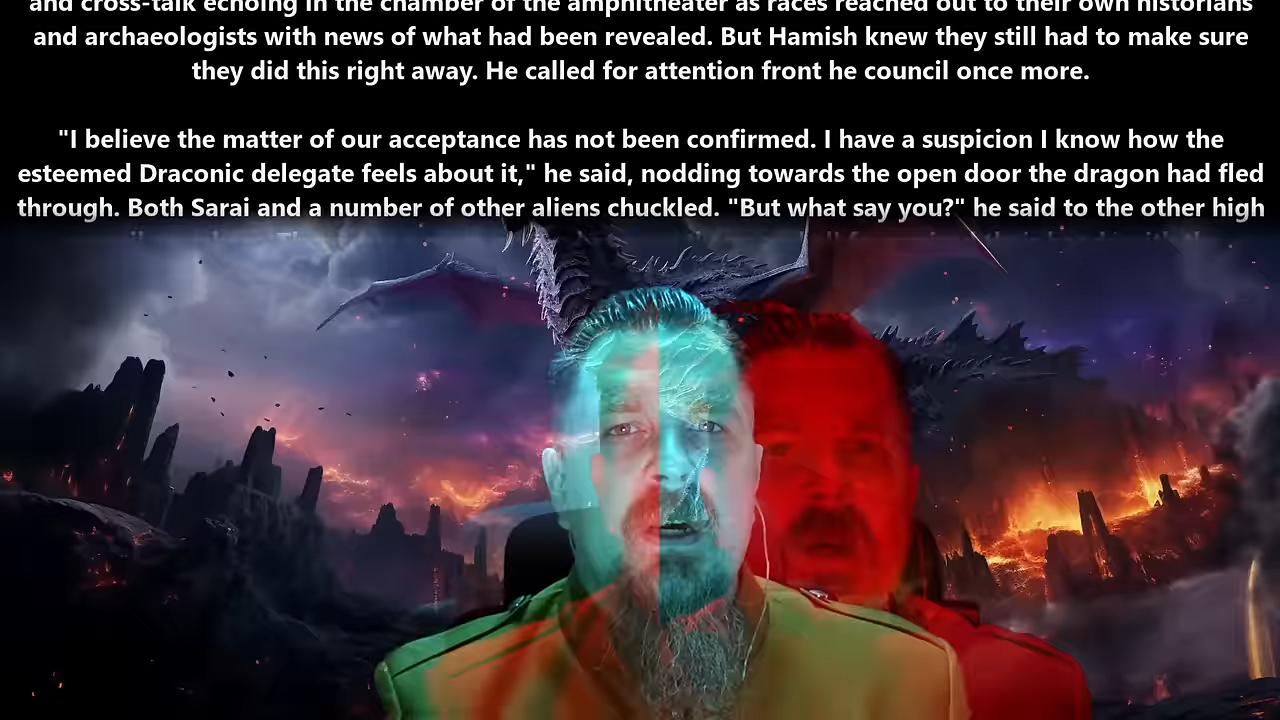 and cross-talk echoing in the chamber of the amphitheater as races reached out to their own historians
and archaeologists with news of what had been revealed. But Hamish knew they still had to make sure
they did this right away. He called for attention front he council once more.
"I believe the matter of our acceptance has not been confirmed. I have a suspicion I know how the
esteemed Draconic delegate feels about it," he said, nodding towards the open door the dragon had fled
through. Both Sarai and a number of other aliens chuckled. "But what say you?" he said to the other high